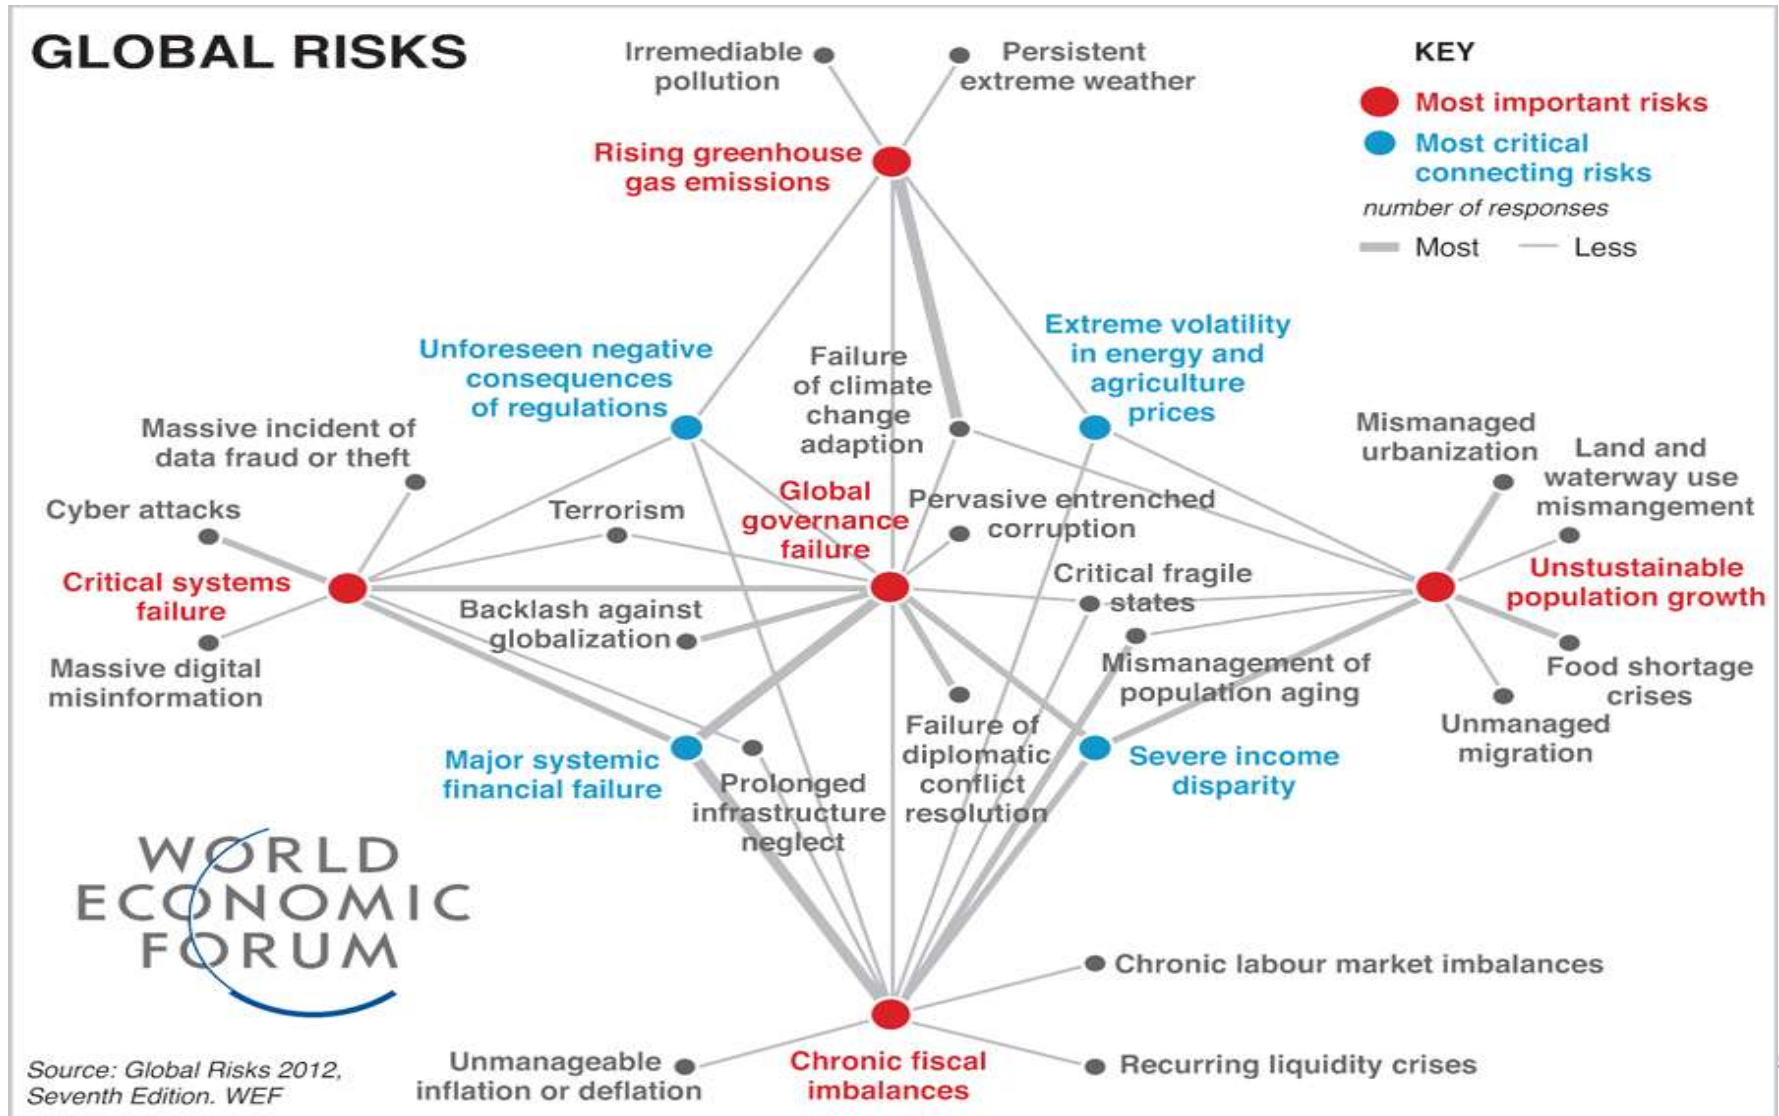 GLOBAL RISKS
Irremediable
pollution
Persistent
extreme weather
KEY
Most important risks
Most critical
connecting risks
number of responses
Most
Less
Rising greenhouse
gas emissions
Unforeseen negative
consequences
of regulations
Failure
of climate
change
adaption
Extreme volatility
in energy and
agriculture
prices
Massive incident of
data fraud or theft
Mismanaged
urbanization
Land and
waterway use
mismangement
Cyber attacks
Terrorism
Global
governance
failure
Pervasive entrenched
corruption
Critical systems
failure
Backlash against
globalization
Critical fragile
states
Unstustainable
population growth
Massive digital
misinformation
Mismanagement of
population aging
Food shortage
crises
Unmanaged
migration
Major systemic
financial failure
Prolonged
infrastructure
neglect
Failure of
diplomatic
conflict
resolution
Severe income
disparity
WORLD
ECONOMIC
FORUM
Chronic labour market imbalances
Unmanageable
inflation or deflation
Chronic fiscal
imbalances
Recurring liquidity crises
Source: Global Risks 2012,
Seventh Edition. WEF